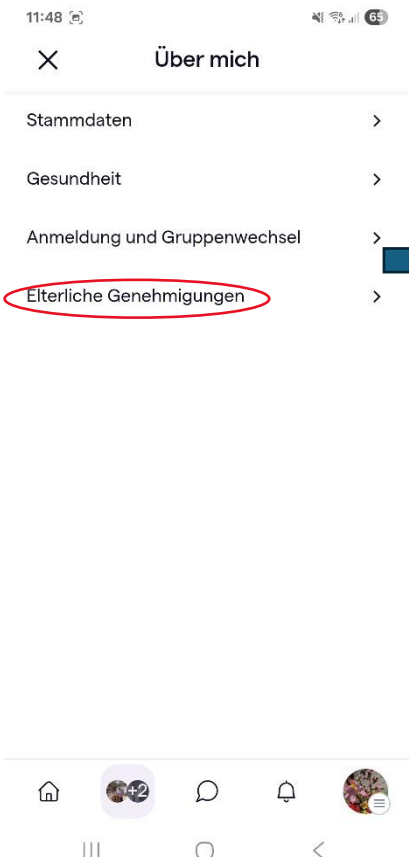 11:48
65
Über mich
Stammdaten
Gesundheit
Anmeldung und Gruppenwechsel
Elterliche Genehmigungen
+2